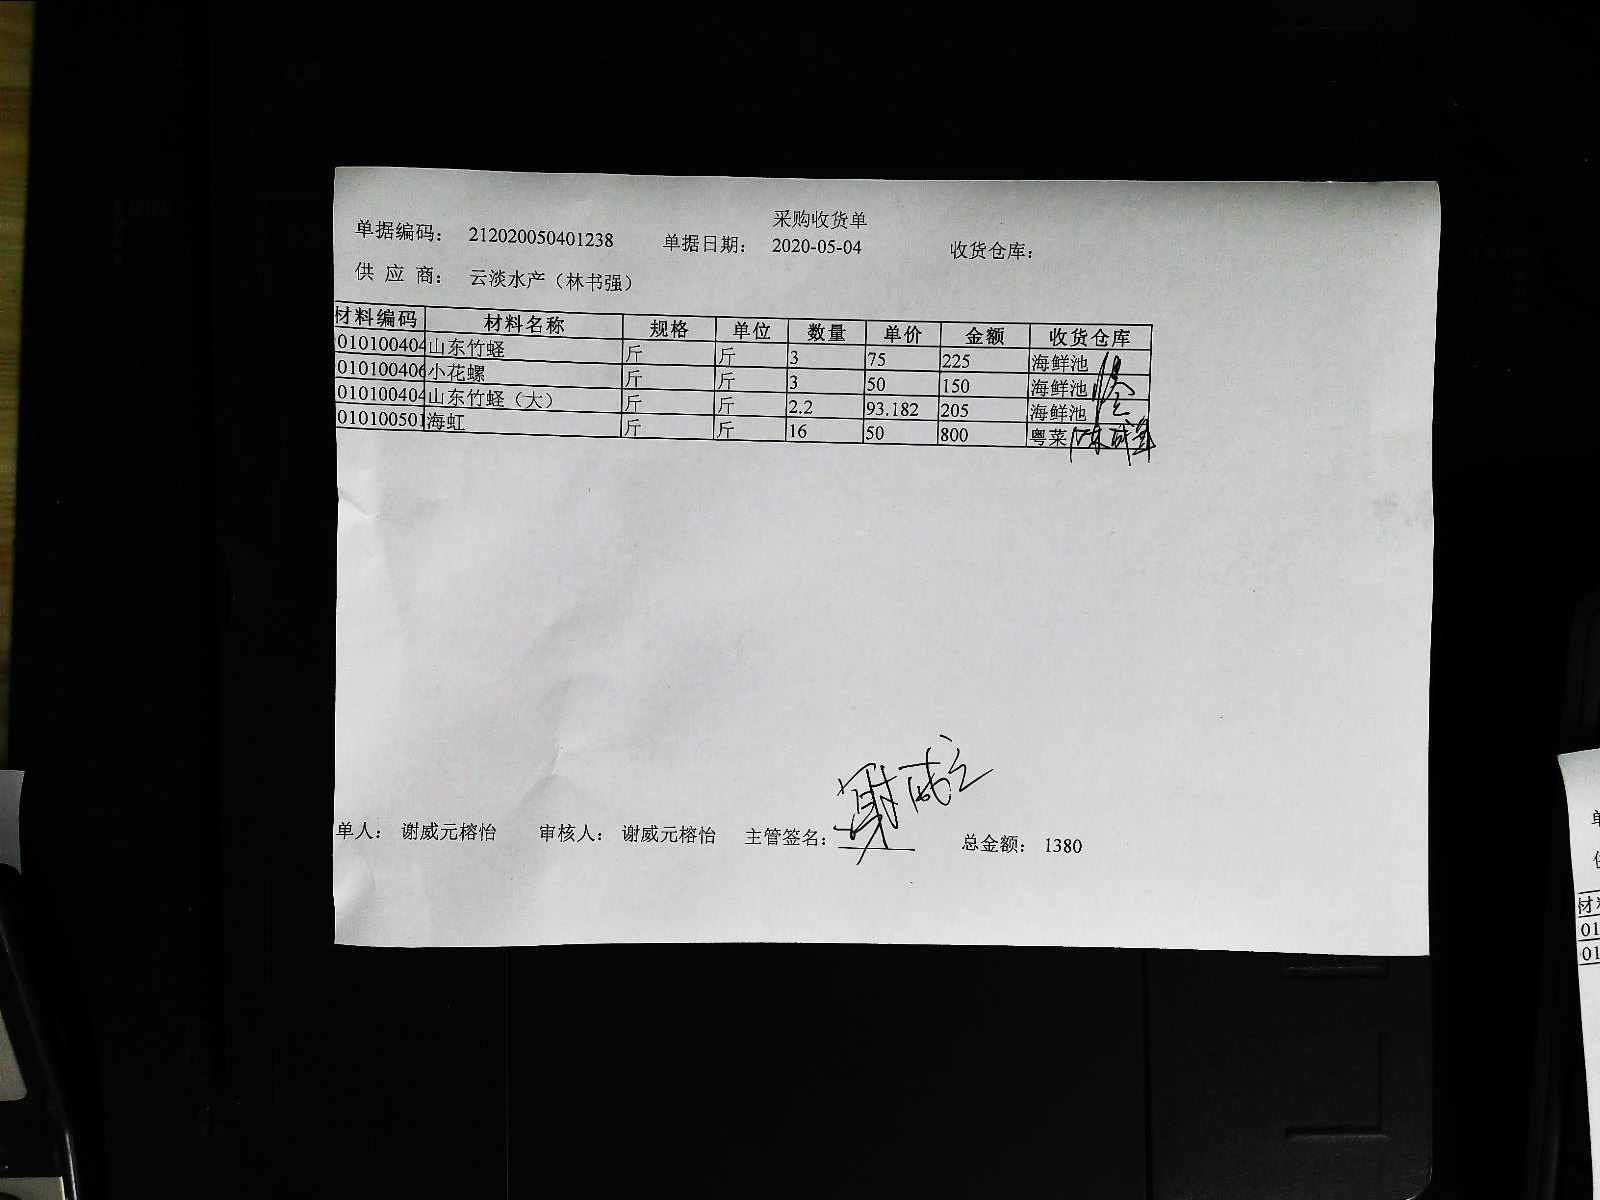 采购收货单
单据编码： 212020050401238 单据日期： 2020-05-04 收货仓库：
供 应 商： 云淡水产（林书强）
材料编码 材料名称 规格 单位 数量 单价 金额 收货仓库
010100404 山东竹蛏 斤 斤 3 75 225 海鲜池
010100406 小花螺 斤 斤 3 50 150 海鲜池
010100404 山东竹蛏（大） 斤 斤 2.2 93.182 205 海鲜池
010100501 海虹 斤 斤 16 50 800 粤菜
单人： 谢威元榕怡 审核人： 谢威元榕怡 主管签名： 谢威元 总金额： 1380
材
01
01